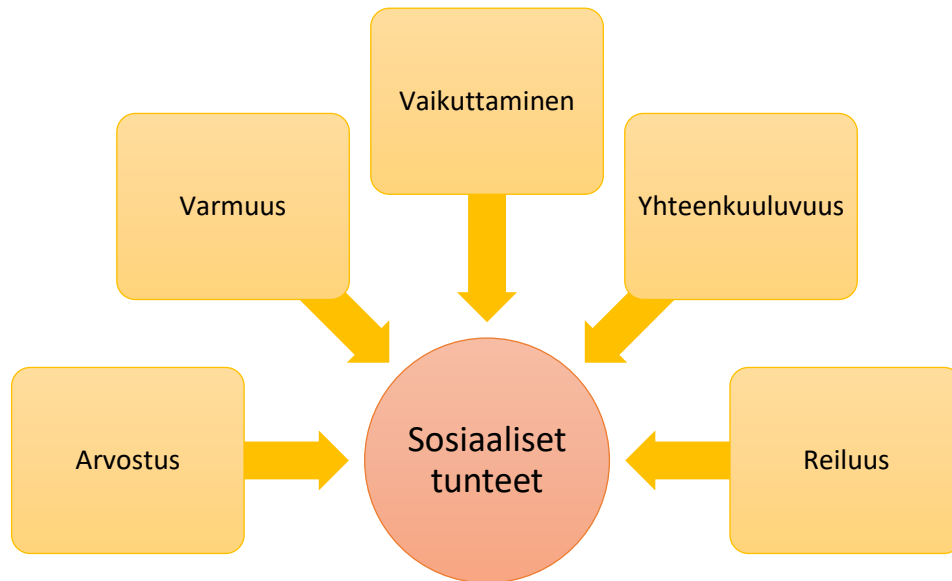 Vaikuttaminen
Varmuus
Yhteenkuuluvuus
Arvostus
Sosiaaliset
tunteet
Reiluus